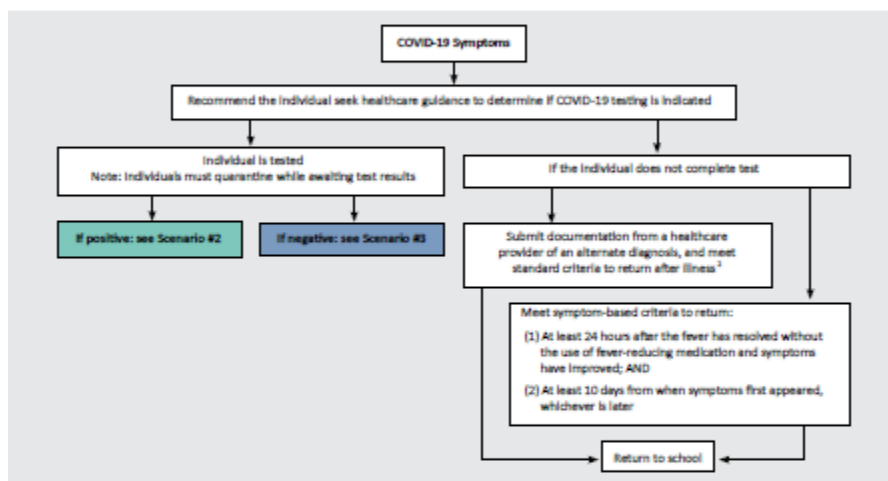 COVID-19 Symptoms
Recommend the individual seek healthcare guidance to determine if COVID-19 testing is indicated
Individual is tested
Note: Individuals must quarantine while awaiting test results
If the individual does not complete test
If positive: see Scenario #2
If negative: see Scenario #3
Submit documentation from a healthcare
provider of an alternate diagnosis, and meet
standard criteria to return after illness
Meet symptom-based criteria to return:
(1) At least 24 hours after the fever has resolved without
the use of fever-reducing medication and symptoms
have improved; AND
(2) At least 10 days from when symptoms first appeared,
whichever is later
Return to school